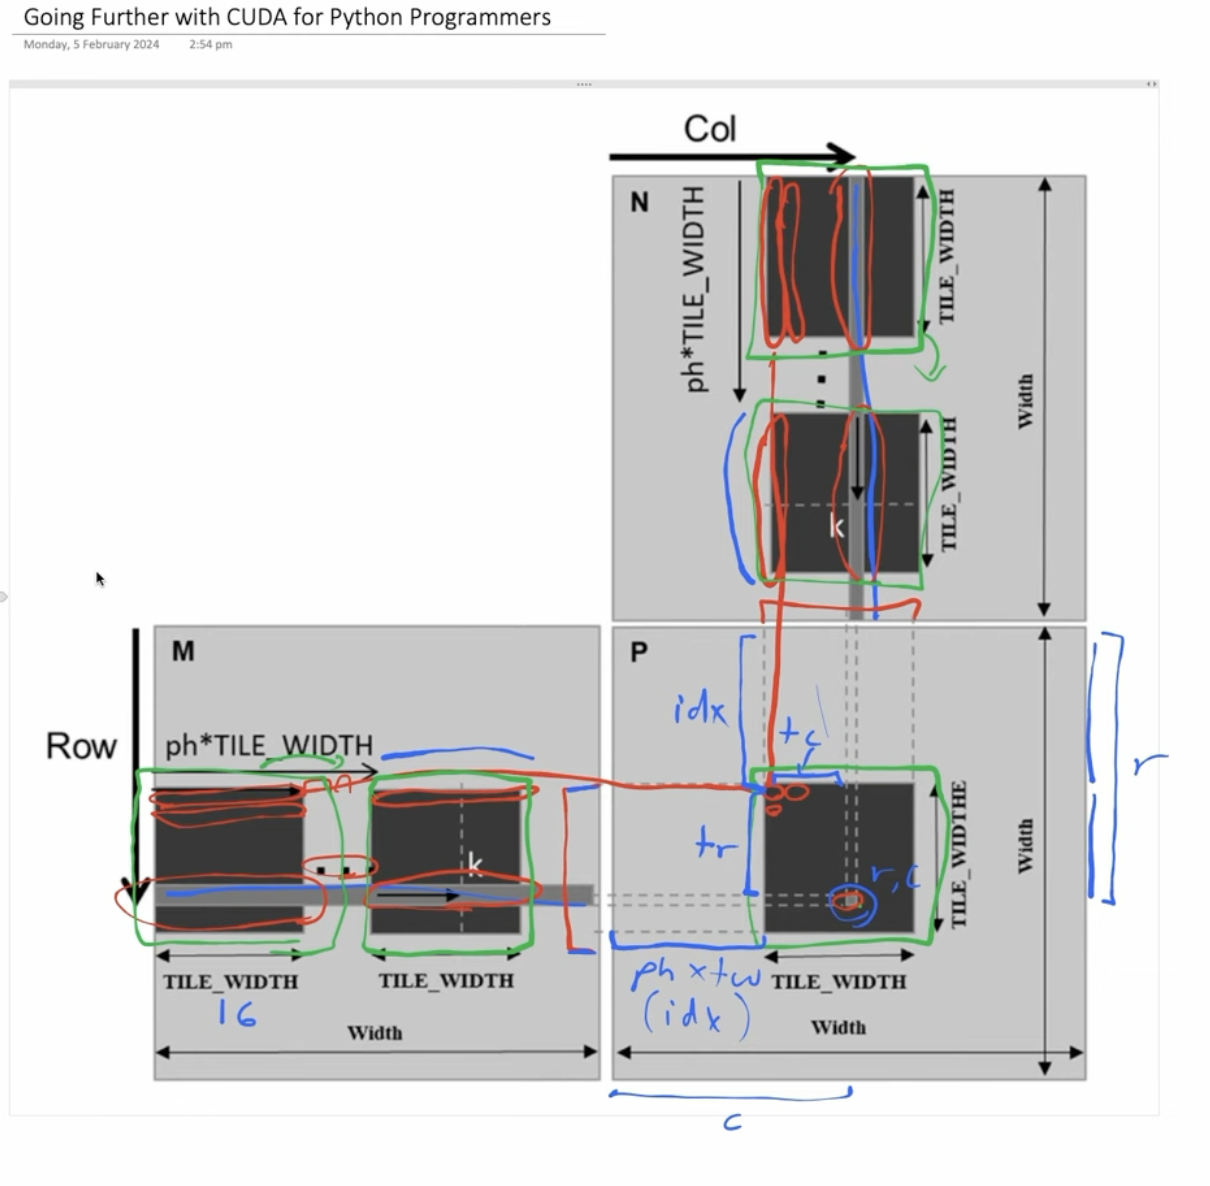 Going Further with CUDA for Python Programmers
Monday, 5 February 2024 2:54 pm
Col
N
ph*TILE_WIDTH
TILE_WIDTH
Width
TILE_WIDTH
k
M
P
Row
ph*TILE_WIDTH
idx
tc
r
k
tr
r,c
TILE_WIDTHE
Width
TILE_WIDTH
TILE_WIDTH
ph x tw
TILE_WIDTH
16
(idx)
Width
Width
c